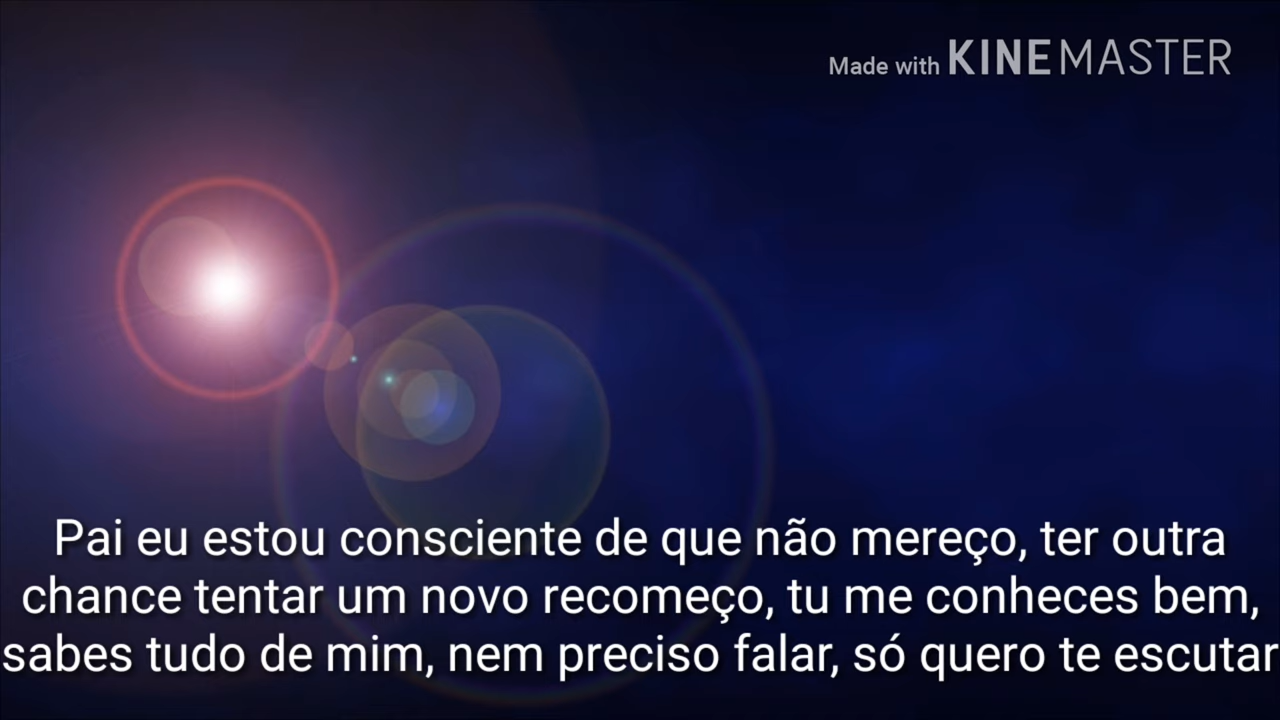 Made with KINEMASTER
Pai eu estou consciente de que não mereço, ter outra
chance tentar um novo recomeço, tu me conheces bem,
sabes tudo de mim, nem preciso falar, só quero te escutar